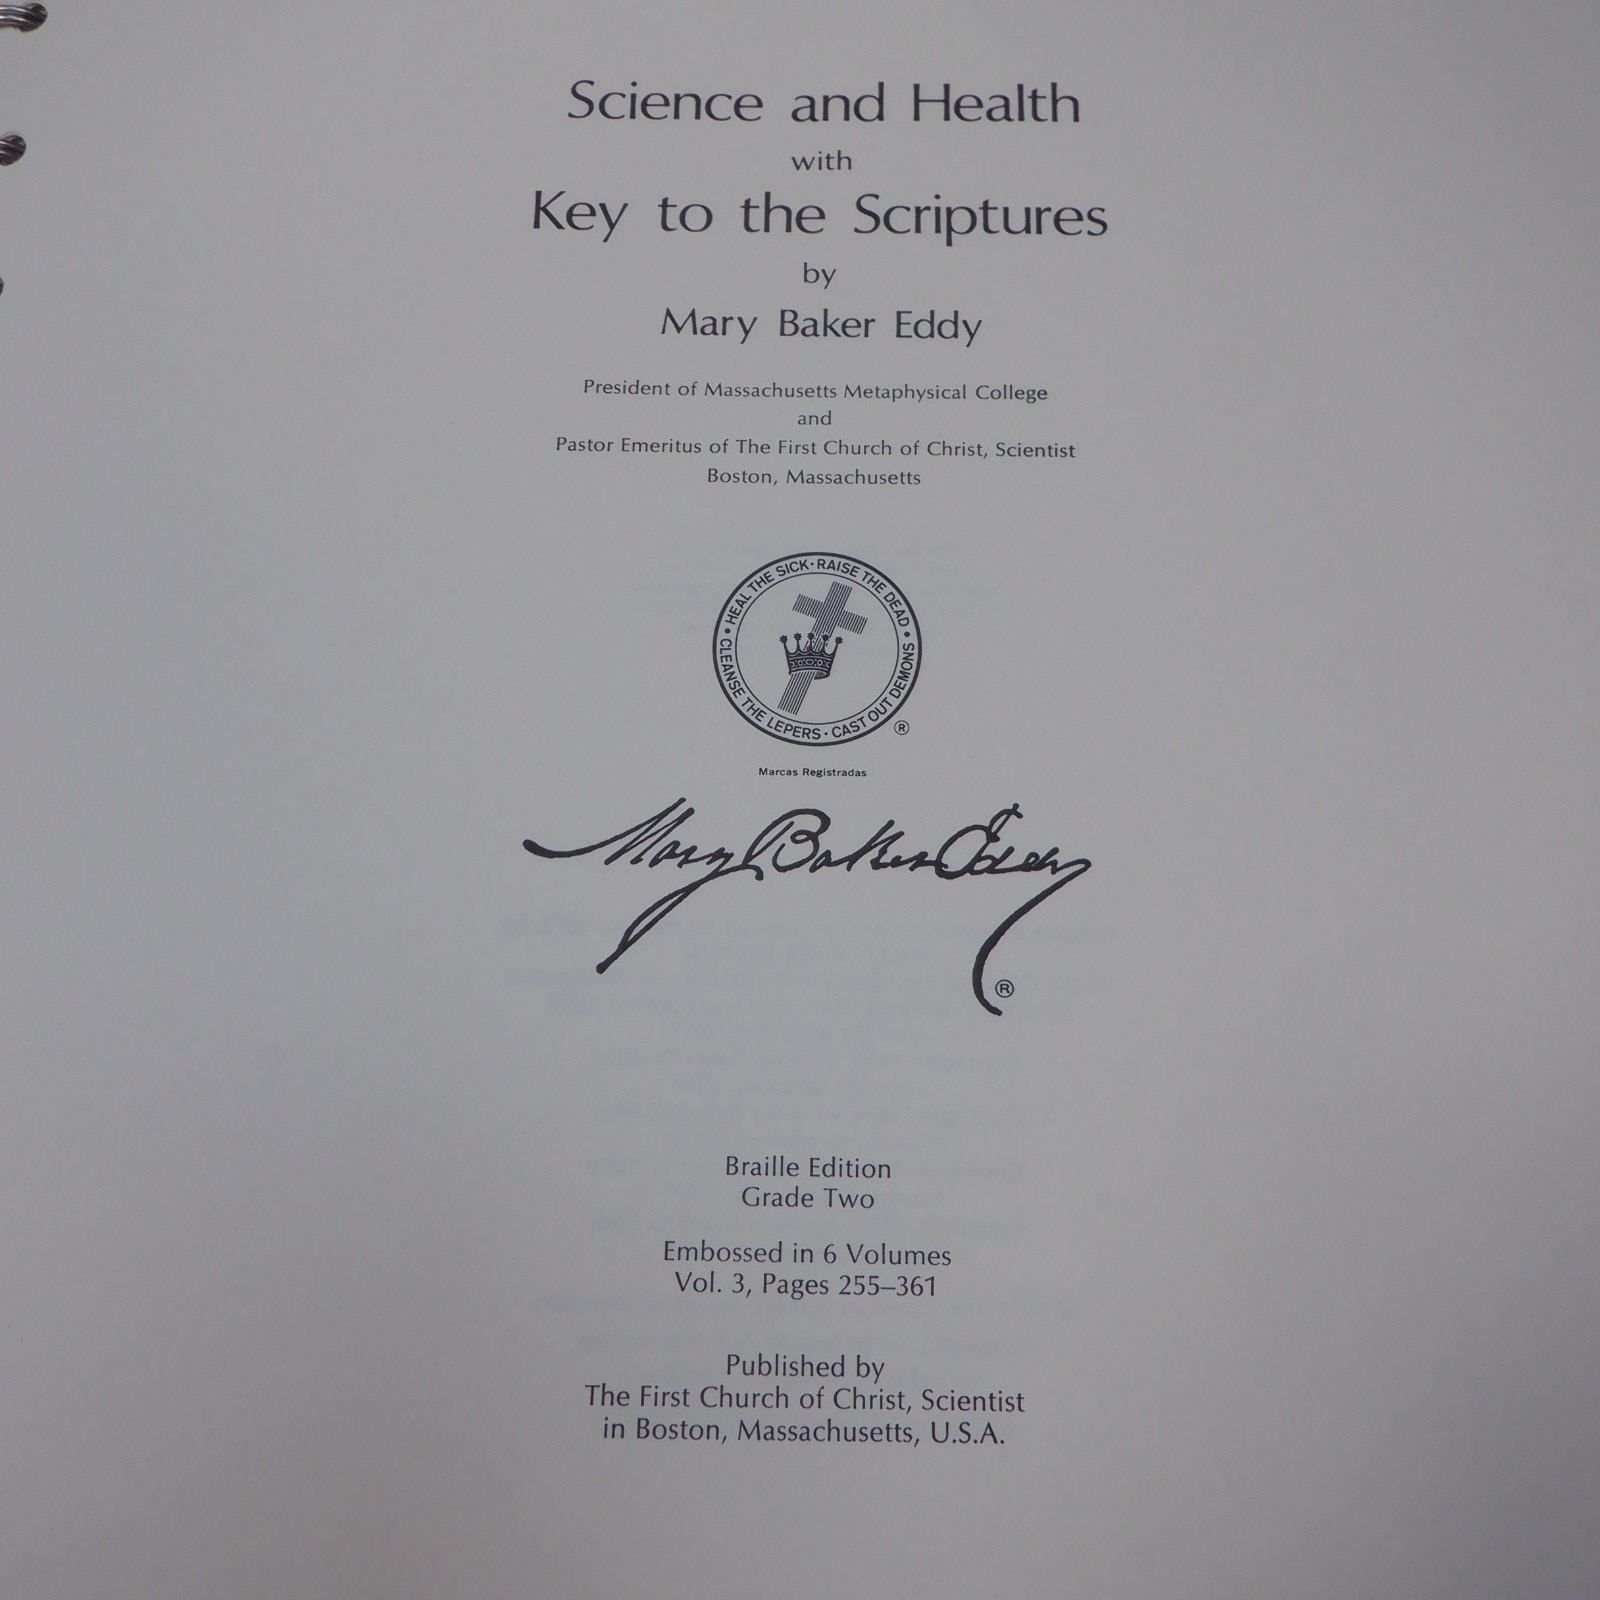 Science and Health
with
Key to the Scriptures
by
Mary Baker Eddy
President of Massachusetts Metaphysical College
and
Pastor Emeritus of The First Church of Christ, Scientist
Boston, Massachusetts
HEAL THE SICK · RAISE THE DEAD · CAST OUT DEMONS · CLEANSE THE LEPERS ·
®
Marcas Registradas
Mary Baker Eddy
®
Braille Edition
Grade Two
Embossed in 6 Volumes
Vol. 3, Pages 255–361
Published by
The First Church of Christ, Scientist
in Boston, Massachusetts, U.S.A.